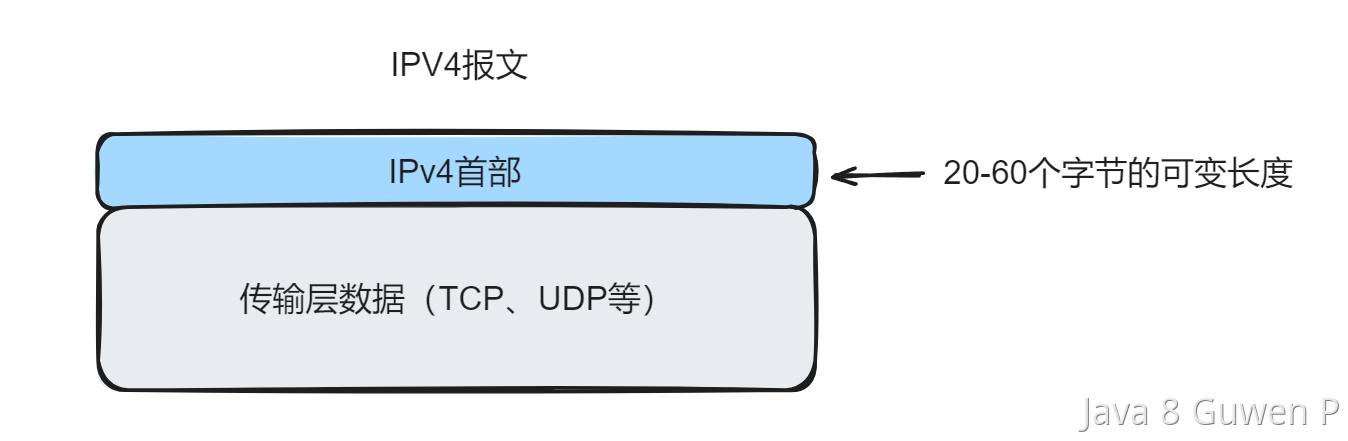 IPV4报文
IPv4首部
20-60个字节的可变长度
传输层数据（TCP、UDP等）
Java 8 Guwen P